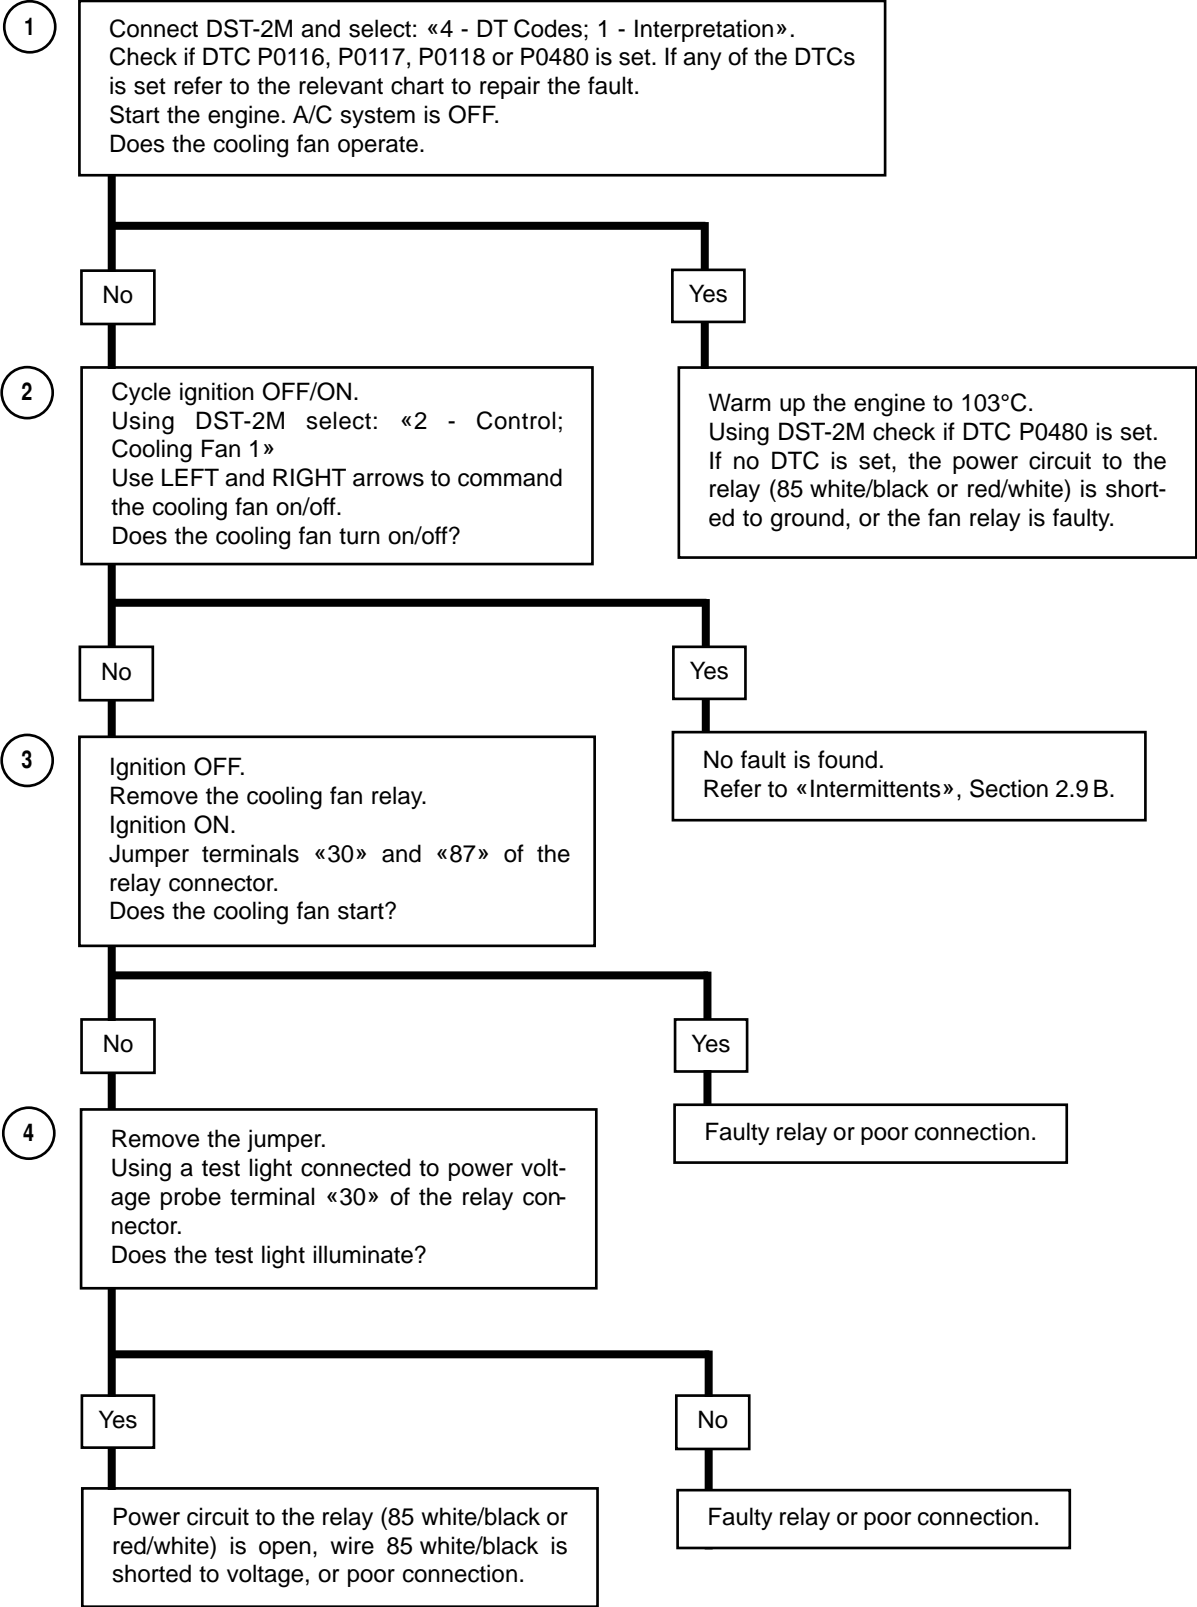 1
Connect DST-2M and select: «4 - DT Codes; 1 - Interpretation».
Check if DTC P0116, P0117, P0118 or P0480 is set. If any of the DTCs
is set refer to the relevant chart to repair the fault.
Start the engine. A/C system is OFF.
Does the cooling fan operate.
No
Yes
2
Cycle ignition OFF/ON.
Using DST-2M select: «2 - Control;
Cooling Fan 1»
Use LEFT and RIGHT arrows to command
the cooling fan on/off.
Does the cooling fan turn on/off?
Warm up the engine to 103°C.
Using DST-2M check if DTC P0480 is set.
If no DTC is set, the power circuit to the
relay (85 white/black or red/white) is short-
ed to ground, or the fan relay is faulty.
No
Yes
3
Ignition OFF.
Remove the cooling fan relay.
Ignition ON.
Jumper terminals «30» and «87» of the
relay connector.
Does the cooling fan start?
No fault is found.
Refer to «Intermittents», Section 2.9 B.
No
Yes
4
Remove the jumper.
Using a test light connected to power volt-
age probe terminal «30» of the relay con-
nector.
Does the test light illuminate?
Faulty relay or poor connection.
Yes
No
Power circuit to the relay (85 white/black or
red/white) is open, wire 85 white/black is
shorted to voltage, or poor connection.
Faulty relay or poor connection.